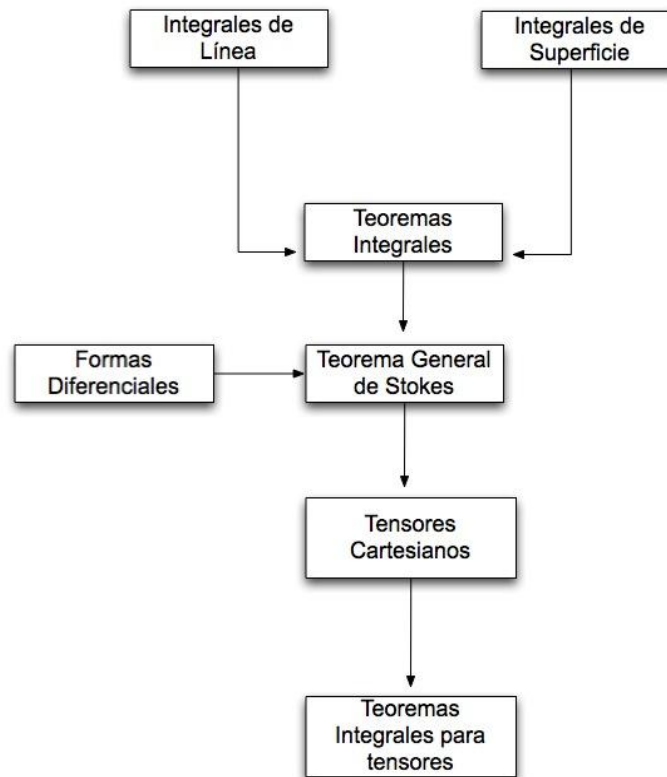 Integrales de
Línea
Integrales de
Superficie
Teoremas
Integrales
Formas
Diferenciales
Teorema General
de Stokes
Tensores
Cartesianos
Teoremas
Integrales para
tensores